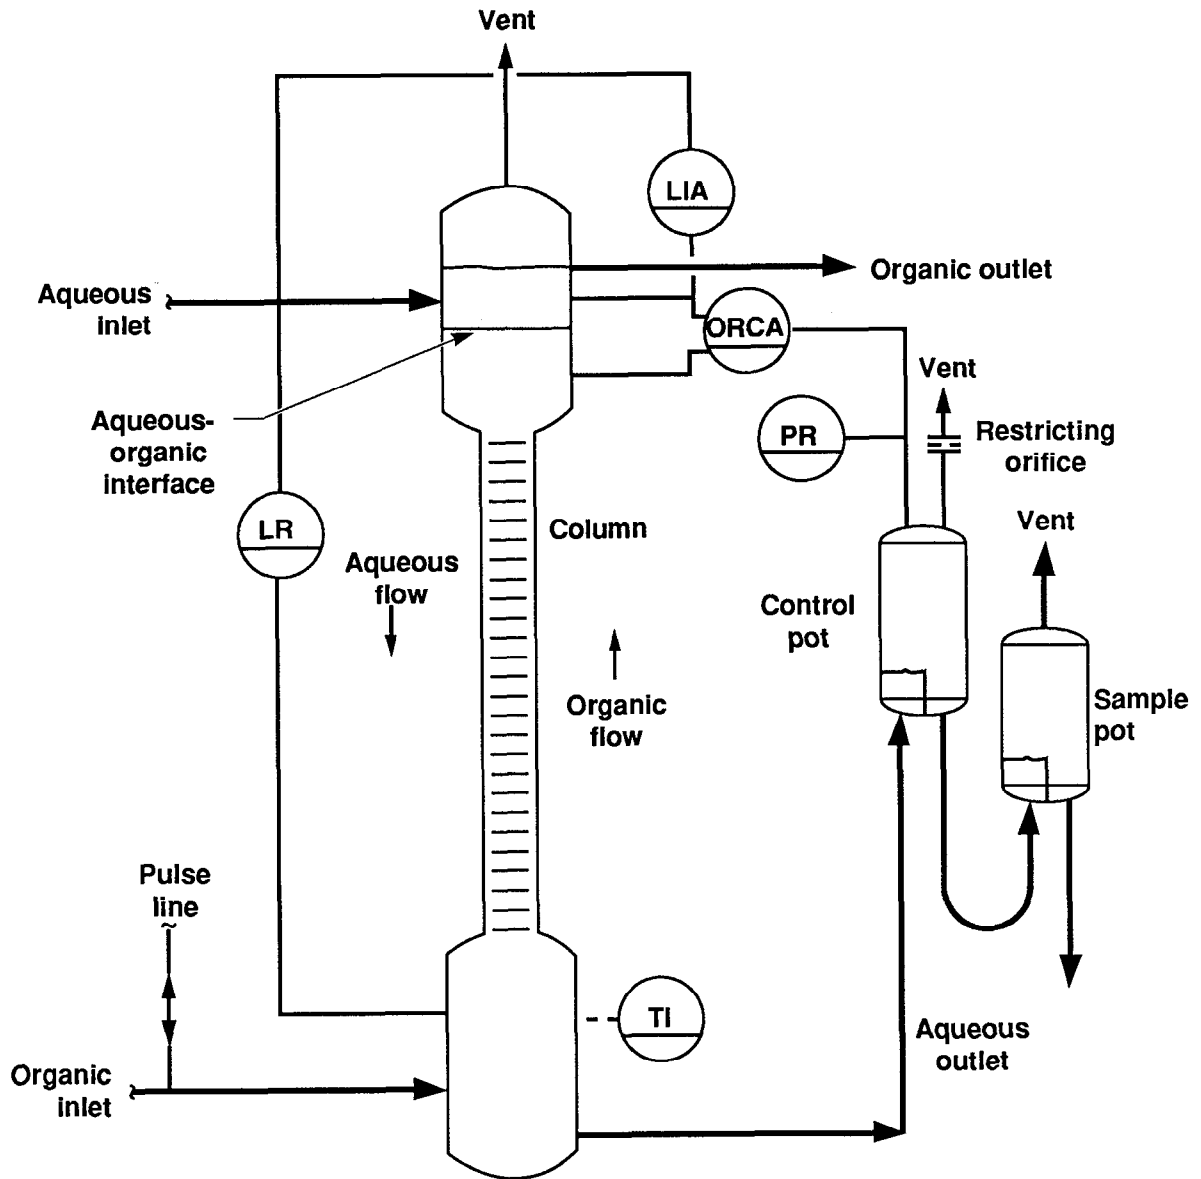 Vent
LIA
Organic outlet
Aqueous
inlet
ORCA
Vent
Aqueous-
organic
interface
PR
Restricting
orifice
LR
Column
Vent
Aqueous
flow
Control
pot
Organic
flow
Sample
pot
Pulse
line
TI
Aqueous
outlet
Organic
inlet